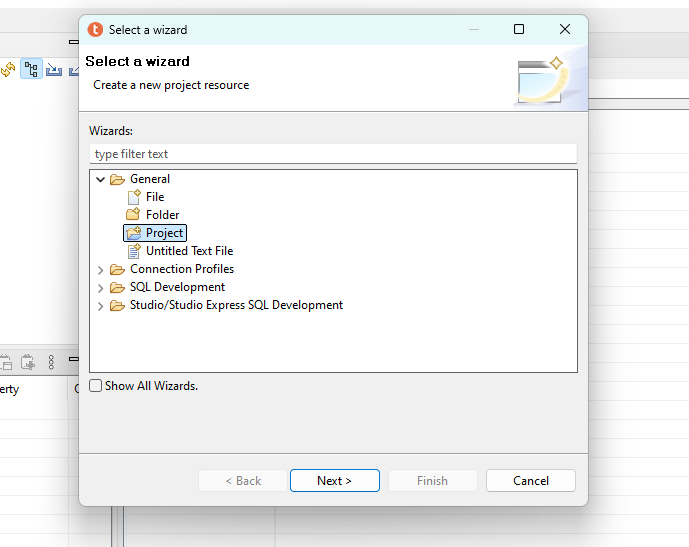 Select a wizard
Select a wizard
Create a new project resource
Wizards:
type filter text
General
File
Folder
Project
Untitled Text File
Connection Profiles
SQL Development
Studio/Studio Express SQL Development
erty
Show All Wizards.
< Back
Next >
Finish
Cancel